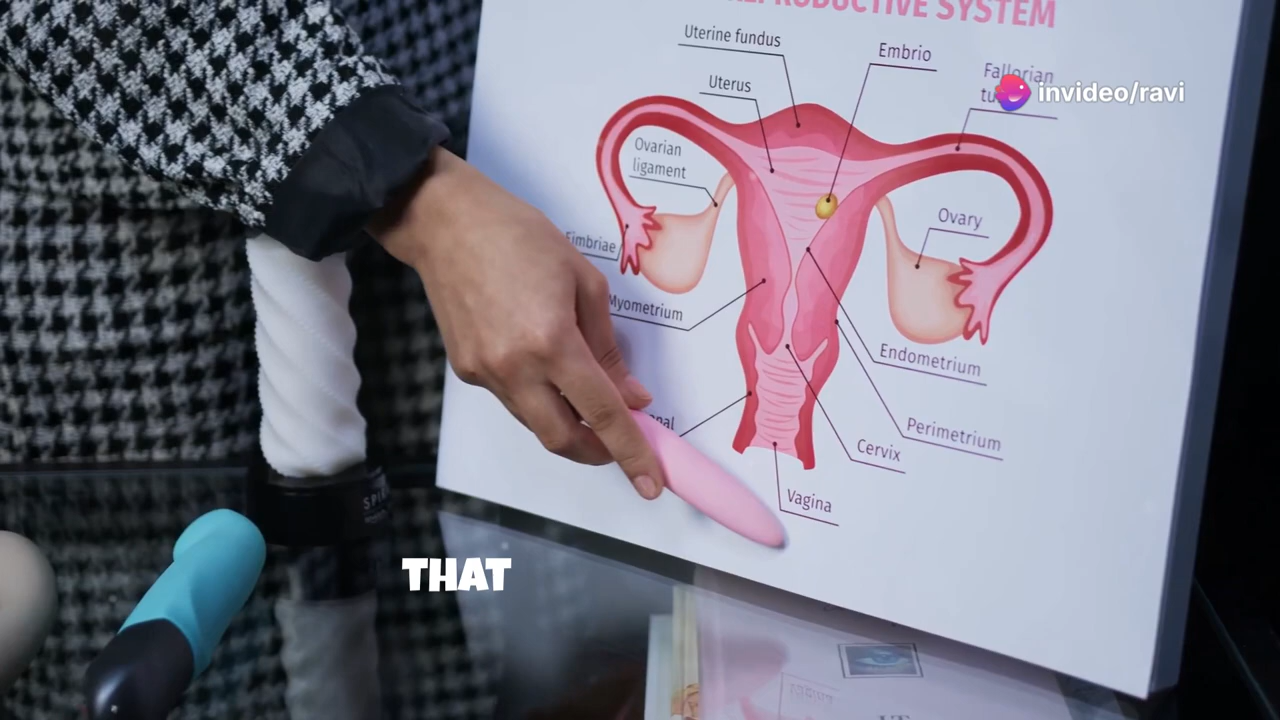 REPRODUCTIVE SYSTEM
Uterine fundus
Embrio
Fallopian
Uterus
invideo/ravi
Ovarian
ligament
Ovary
Fimbriae
Myometrium
Endometrium
Perimetrium
Cervix
Vagina
THAT